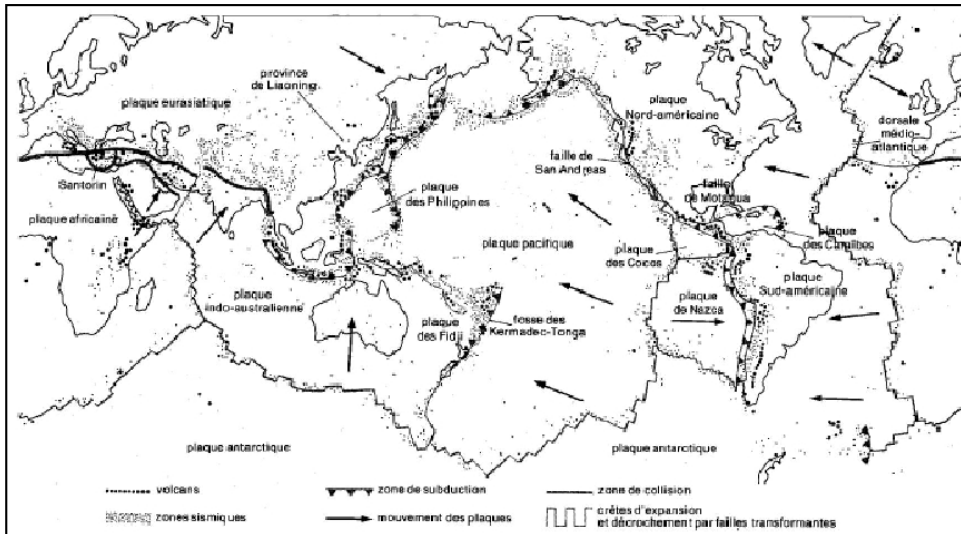 province
de Liaoning
plaque eurasiatique
plaque
Nord-américaine
dorsale
médio-
atlantique
faille de
San Andreas
Santorin
plaque
des Philippines
faille
de Motagua
plaque africaine
plaque pacifique
plaque
des Cocos
plaque
des Caraïbes
plaque
indo-australienne
plaque
Sud-américaine
plaque
de Nazca
plaque
des Fidji
fosse des
Kermadec-Tonga
plaque antarctique
plaque antarctique
volcans
zone de subduction
zone de collision
zones sismiques
mouvement des plaques
crêtes d'expansion
et décrochement par failles transformantes